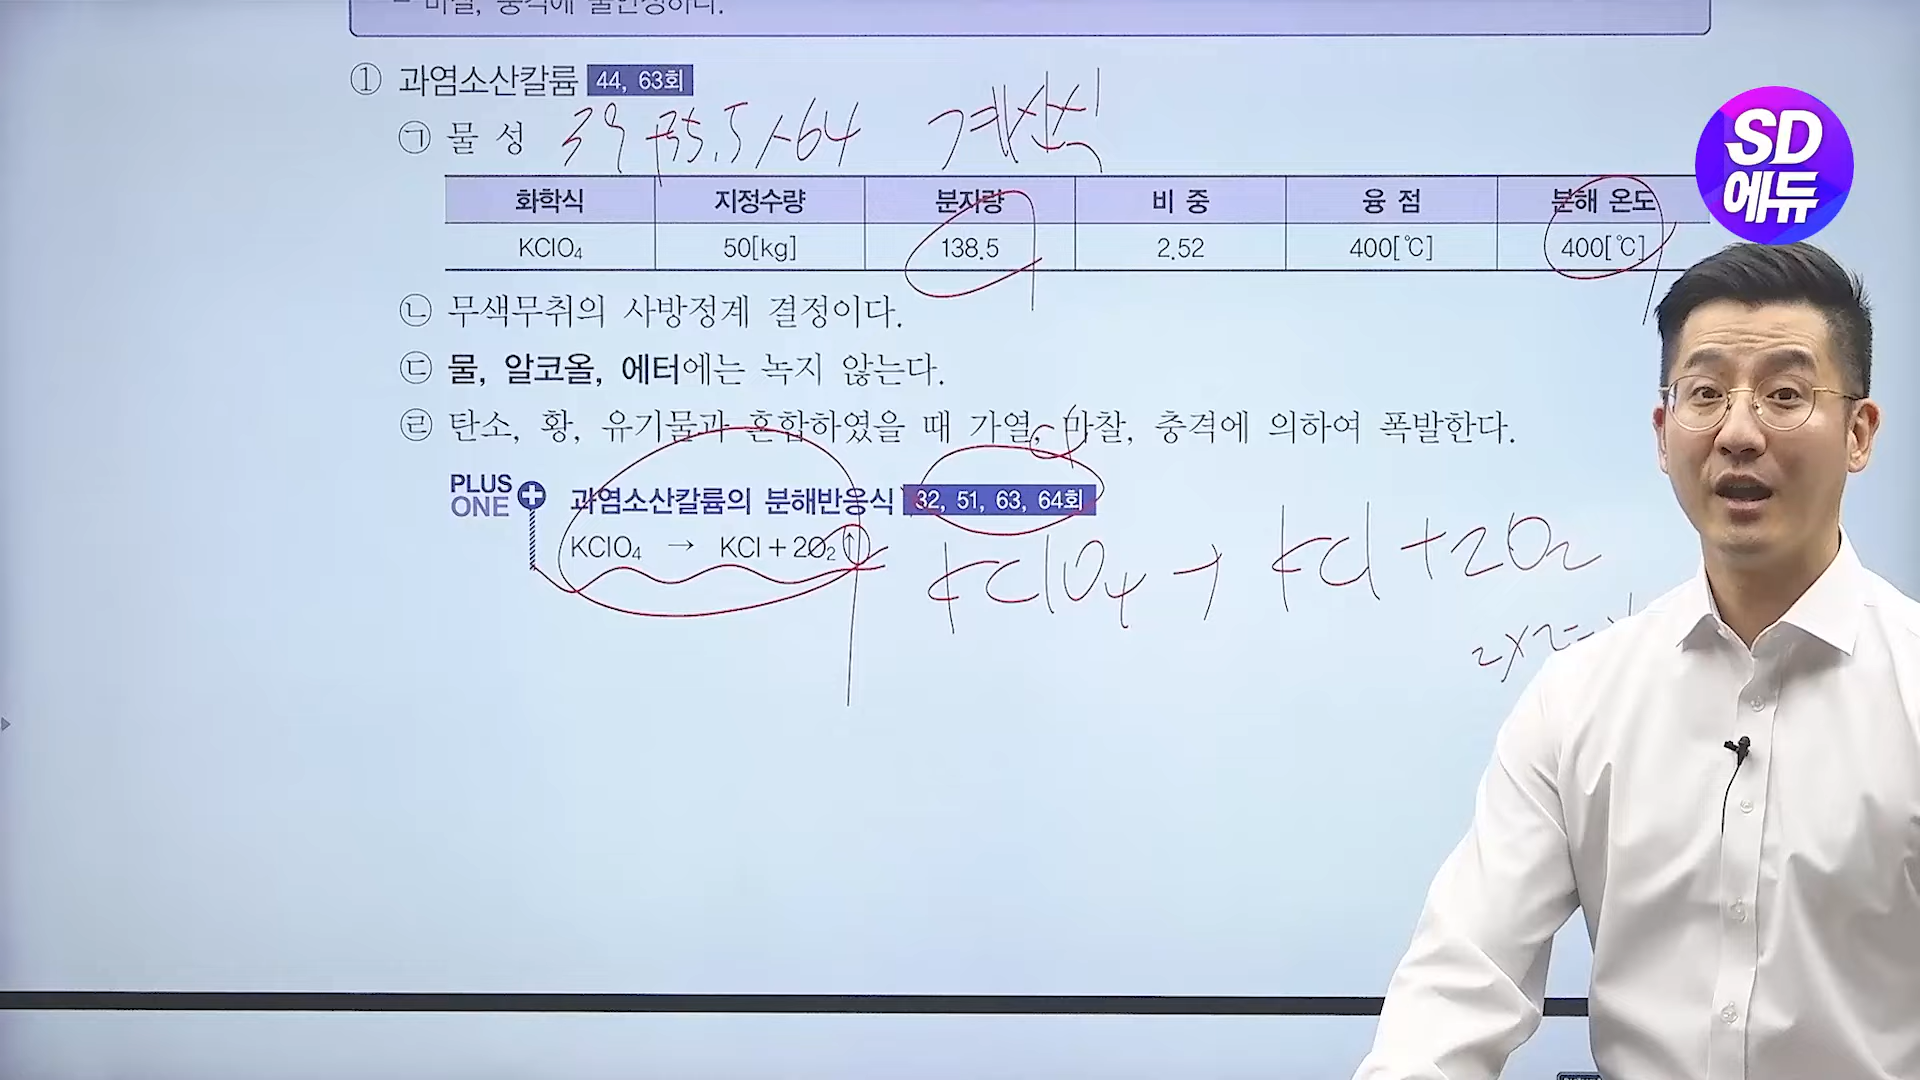 ① 과염소산칼륨 44, 63회
㉠ 물 성 39+35.5+64 계산식
화학식 지정수량 분자량 비 중 융 점 분해 온도
KClO₄ 50[kg] 138.5 2.52 400[℃] 400[℃]
㉡ 무색무취의 사방정계 결정이다.
㉢ 물, 알코올, 에터에는 녹지 않는다.
㉣ 탄소, 황, 유기물과 혼합하였을 때 가열, 마찰, 충격에 의하여 폭발한다.
PLUS ONE 과염소산칼륨의 분해반응식 32, 51, 63, 64회
KClO₄ → KCl+2O₂↑
KClO₄ → KCl+2O₂
2×2=
SD
에듀